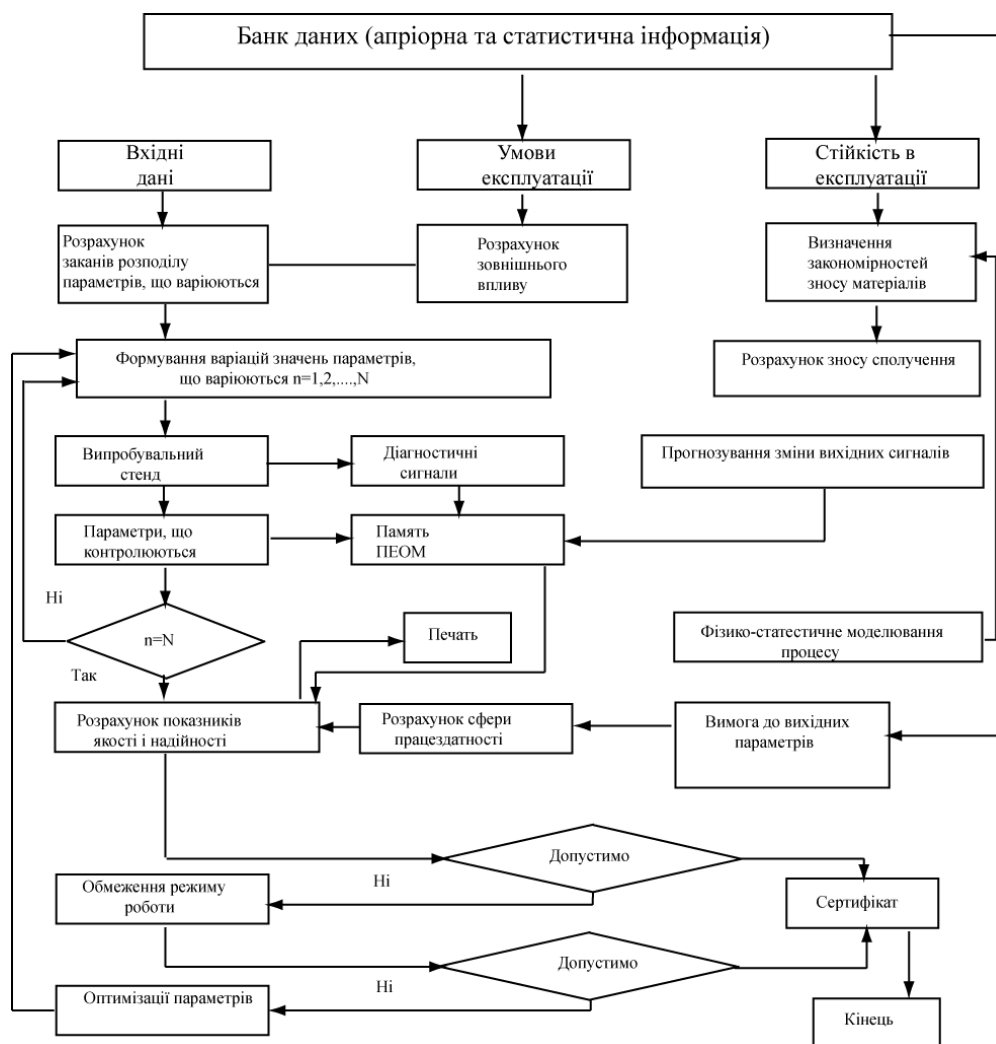 Банк даних (апріорна та статистична інформація)
Вхідні
дані
Умови
експлуатації
Стійкість в
експлуатації
Розрахунок
заканів розподілу
параметрів, що варіюються
Розрахунок
зовнішнього
впливу
Визначення
закономірностей
зносу матеріалів
Формування варіацій значень параметрів,
що варіюються n=1,2,....,N
Розрахунок зносу сполучення
Випробувальний
стенд
Діагностичні
сигнали
Прогнозування зміни вихідних сигналів
Параметри, що
контролюються
Память
ПЕОМ
Ні
n=N
Печать
Фізико-статестичне моделювання
процесу
Так
Розрахунок показників
якості і надійності
Розрахунок сфери
працездатності
Вимога до вихідних
параметрів
Допустимо
Ні
Обмеження режиму
роботи
Сертифікат
Допустимо
Ні
Оптимізації параметрів
Кінець